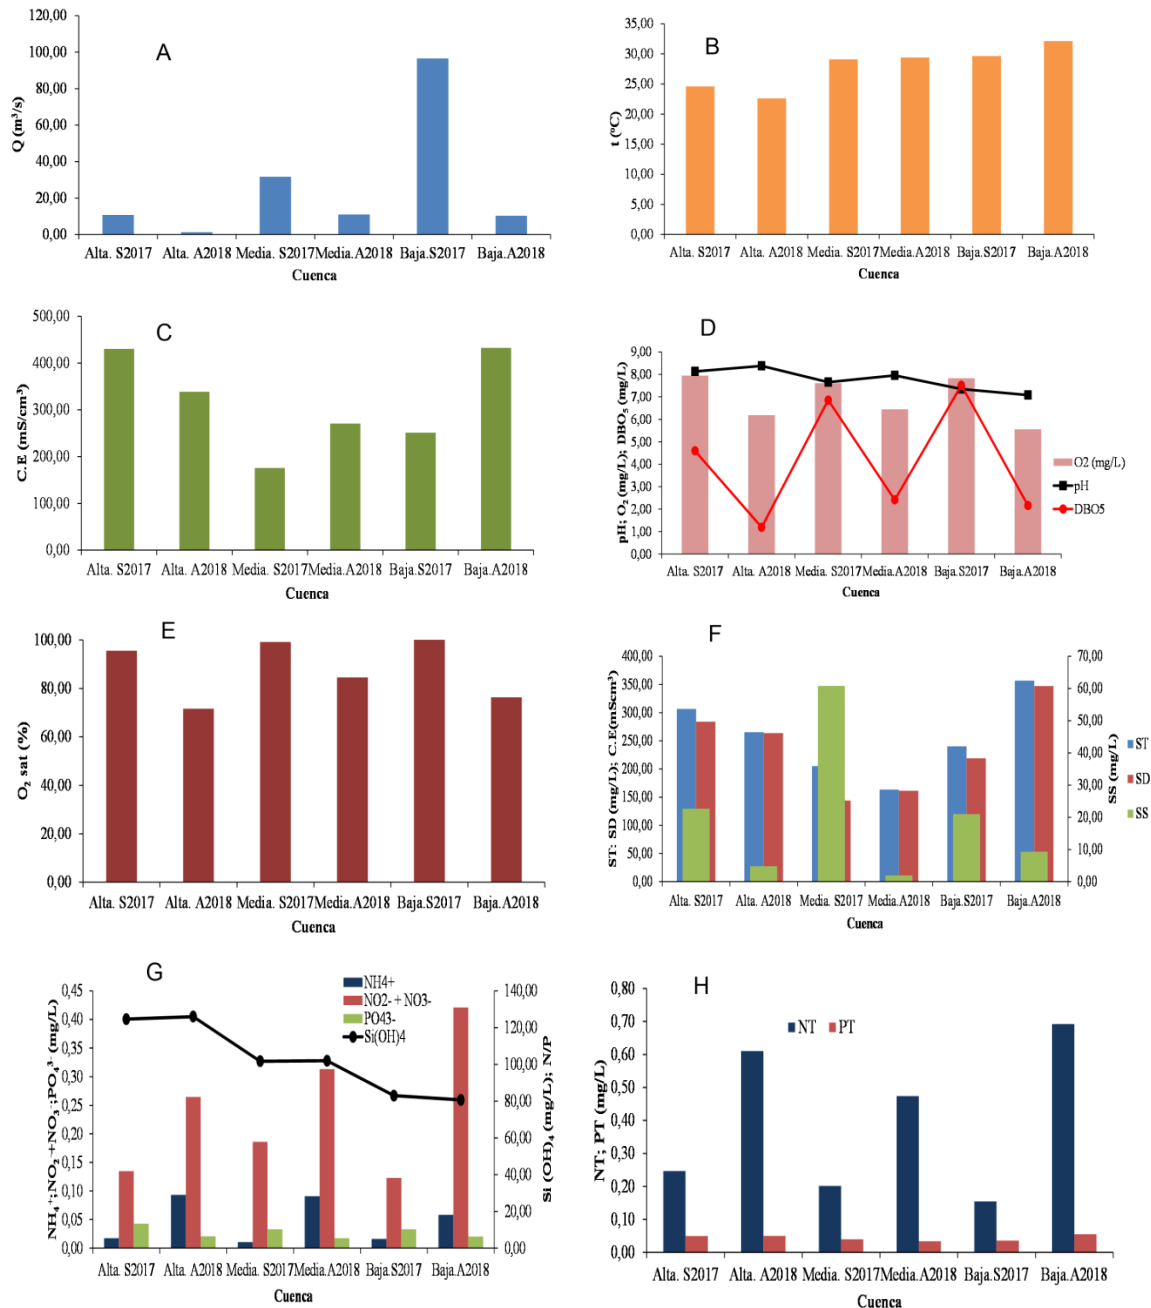 A
Q (m³/s)
120,00
100,00
80,00
60,00
40,00
20,00
0,00
Alta. S2017 Alta. A2018 Media. S2017 Media.A2018 Baja.S2017 Baja.A2018
Cuenca
B
t (ºC)
35,00
30,00
25,00
20,00
15,00
10,00
5,00
0,00
Alta. S2017 Alta. A2018 Media. S2017 Media.A2018 Baja.S2017 Baja.A2018
Cuenca
C
C.E (mS/cm³)
500,00
400,00
300,00
200,00
100,00
0,00
Alta. S2017 Alta. A2018 Media. S2017 Media.A2018 Baja.S2017 Baja.A2018
Cuenca
D
pH; O₂ (mg/L); DBO₅ (mg/L)
9,00
8,00
7,00
6,00
5,00
4,00
3,00
2,00
1,00
0,00
O2 (mg/L)
pH
DBO5
Alta. S2017 Alta. A2018 Media. S2017 Media.A2018 Baja.S2017 Baja.A2018
Cuenca
E
O₂ sat (%)
100,00
80,00
60,00
40,00
20,00
0,00
Alta. S2017 Alta. A2018 Media. S2017 Media.A2018 Baja.S2017 Baja.A2018
Cuenca
F
ST: SD (mg/L); C.E(mScm³)
400,00
350,00
300,00
250,00
200,00
150,00
100,00
50,00
0,00
70,00
60,00
50,00
40,00
30,00
20,00
10,00
0,00
SS (mg/L)
ST
SD
SS
Alta. S2017 Alta. A2018 Media. S2017 Media.A2018 Baja.S2017 Baja.A2018
Cuenca
G
NH₄⁺;NO₂⁻+NO₃⁻;PO₄³⁻ (mg/L)
0,45
0,40
0,35
0,30
0,25
0,20
0,15
0,10
0,05
0,00
NH4+
NO2- + NO3-
PO43-
Si(OH)4
140,00
120,00
100,00
80,00
60,00
40,00
20,00
0,00
Si (OH)₄ (mg/L); N/P
Alta. S2017 Alta. A2018 Media. S2017 Media.A2018 Baja.S2017 Baja.A2018
Cuenca
H
NT; PT (mg/L)
0,80
0,70
0,60
0,50
0,40
0,30
0,20
0,10
0,00
NT PT
Alta. S2017 Alta. A2018 Media. S2017 Media.A2018 Baja.S2017 Baja.A2018
Cuenca